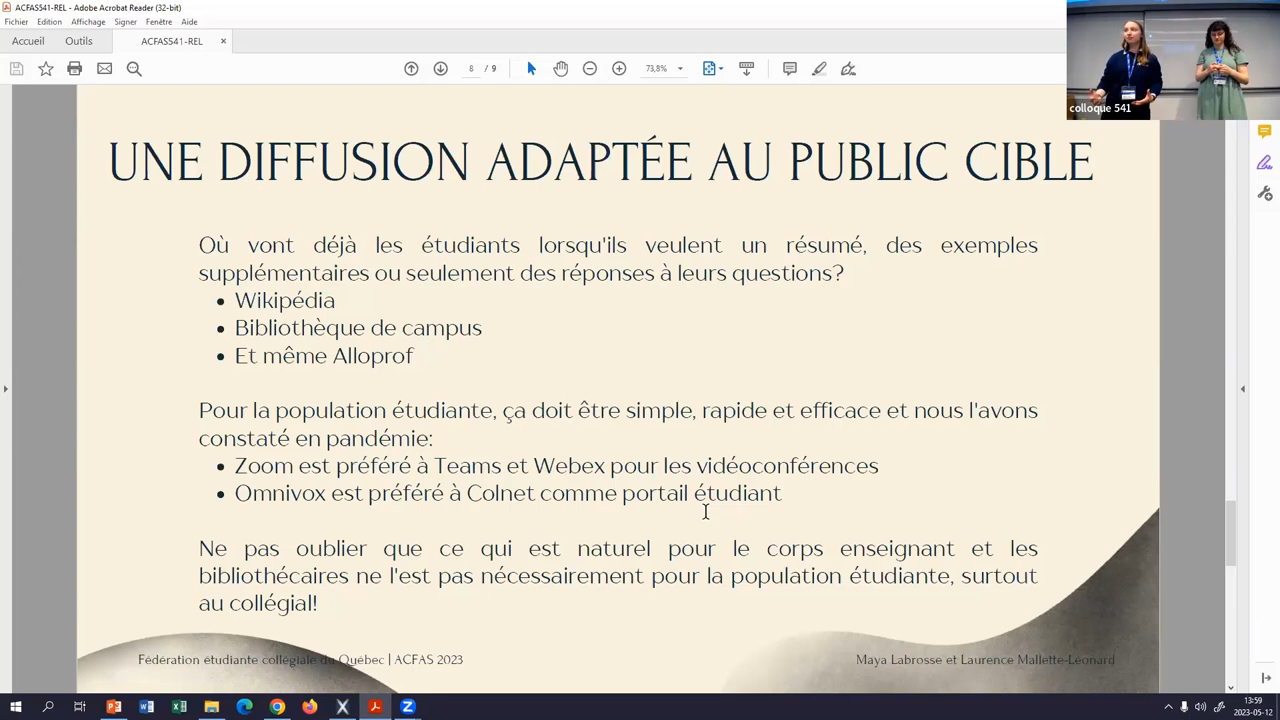 ACFAS541-REL - Adobe Acrobat Reader (32-bit)
Fichier Edition Affichage Signer Fenêtre Aide
Accueil Outils ACFAS541-REL ×
8 / 9 73,8%
colloque 541
UNE DIFFUSION ADAPTÉE AU PUBLIC CIBLE
Où vont déjà les étudiants lorsqu'ils veulent un résumé, des exemples
supplémentaires ou seulement des réponses à leurs questions?
• Wikipédia
• Bibliothèque de campus
• Et même Alloprof
Pour la population étudiante, ça doit être simple, rapide et efficace et nous l'avons
constaté en pandémie:
• Zoom est préféré à Teams et Webex pour les vidéoconférences
• Omnivox est préféré à Colnet comme portail étudiant
Ne pas oublier que ce qui est naturel pour le corps enseignant et les
bibliothécaires ne l'est pas nécessairement pour la population étudiante, surtout
au collégial!
Fédération étudiante collégiale du Québec | ACFAS 2023
Maya Labrosse et Laurence Mallette-Léonard
13:59
2023-05-12